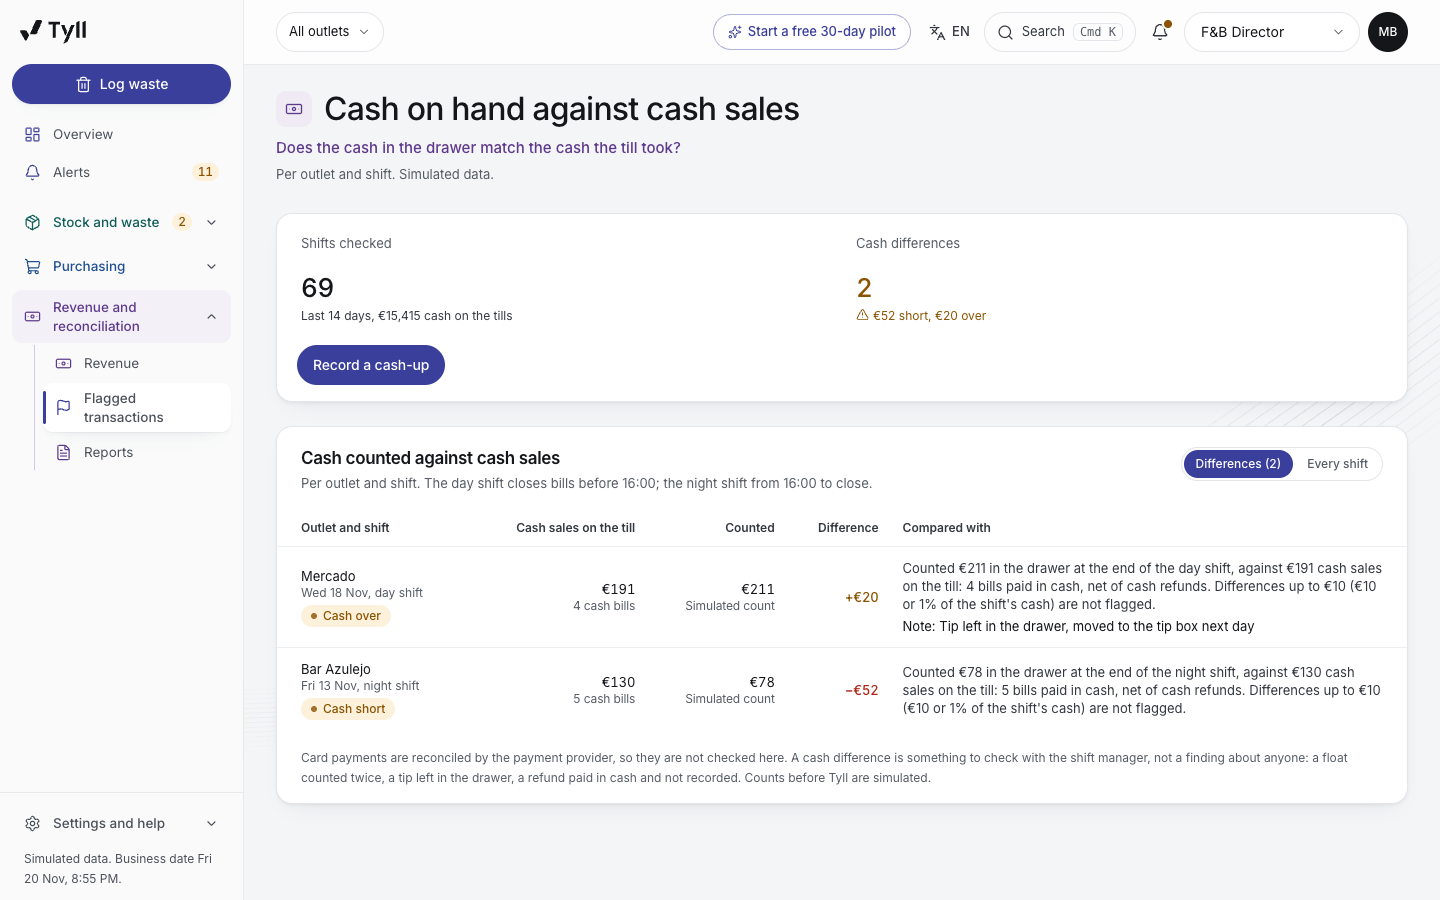 Tyll
All outlets
Start a free 30-day pilot
EN
Search
Cmd K
F&B Director
MB
Log waste
Overview
Alerts
11
Stock and waste
2
Purchasing
Revenue and
reconciliation
Revenue
Flagged
transactions
Reports
Settings and help
Simulated data. Business date Fri
20 Nov, 8:55 PM.
Cash on hand against cash sales
Does the cash in the drawer match the cash the till took?
Per outlet and shift. Simulated data.
Shifts checked
69
Last 14 days, €15,415 cash on the tills
Cash differences
2
€52 short, €20 over
Record a cash-up
Cash counted against cash sales
Per outlet and shift. The day shift closes bills before 16:00; the night shift from 16:00 to close.
Differences (2)
Every shift
Outlet and shift
Cash sales on the till
Counted
Difference
Compared with
Mercado
Wed 18 Nov, day shift
Cash over
€191
4 cash bills
€211
Simulated count
+€20
Counted €211 in the drawer at the end of the day shift, against €191 cash sales
on the till: 4 bills paid in cash, net of cash refunds. Differences up to €10 (€10
or 1% of the shift's cash) are not flagged.
Note: Tip left in the drawer, moved to the tip box next day
Bar Azulejo
Fri 13 Nov, night shift
Cash short
€130
5 cash bills
€78
Simulated count
−€52
Counted €78 in the drawer at the end of the night shift, against €130 cash
sales on the till: 5 bills paid in cash, net of cash refunds. Differences up to €10
(€10 or 1% of the shift's cash) are not flagged.
Card payments are reconciled by the payment provider, so they are not checked here. A cash difference is something to check with the shift manager, not a finding about anyone: a float
counted twice, a tip left in the drawer, a refund paid in cash and not recorded. Counts before Tyll are simulated.